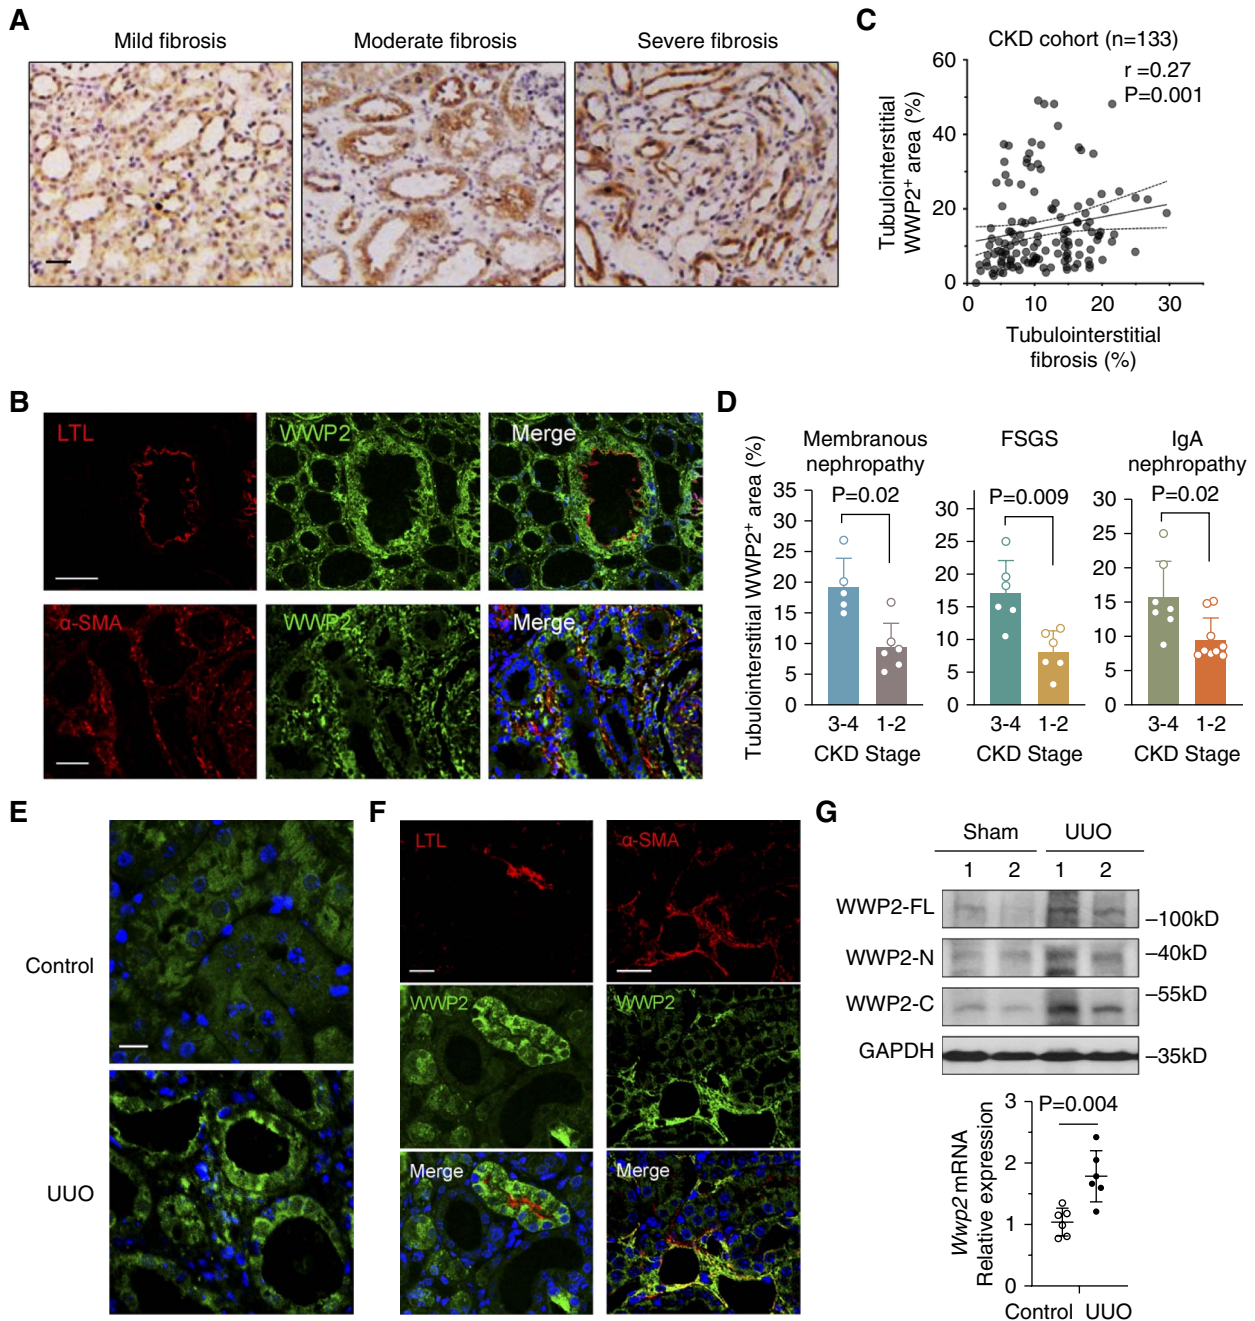 A
Mild fibrosis
Moderate fibrosis
Severe fibrosis
C
CKD cohort (n=133)
r =0.27
P=0.001
Tubulointerstitial
WWP2+ area (%)
60
40
20
0
0 10 20 30
Tubulointerstitial
fibrosis (%)
B
LTL
WWP2
Merge
α-SMA
WWP2
Merge
D
Tubulointerstitial WWP2+ area (%)
Membranous
nephropathy
P=0.02
35
30
25
20
15
10
5
0
3-4 1-2
CKD Stage
FSGS
P=0.009
30
25
20
15
10
5
0
3-4 1-2
CKD Stage
IgA
nephropathy
P=0.02
30
25
20
15
10
5
0
3-4 1-2
CKD Stage
E
Control
UUO
F
LTL
α-SMA
WWP2
WWP2
Merge
Merge
G
Sham UUO
1 2 1 2
WWP2-FL –100kD
WWP2-N –40kD
WWP2-C –55kD
GAPDH –35kD
Wwp2 mRNA
Relative expression
P=0.004
3
2
1
0
Control UUO